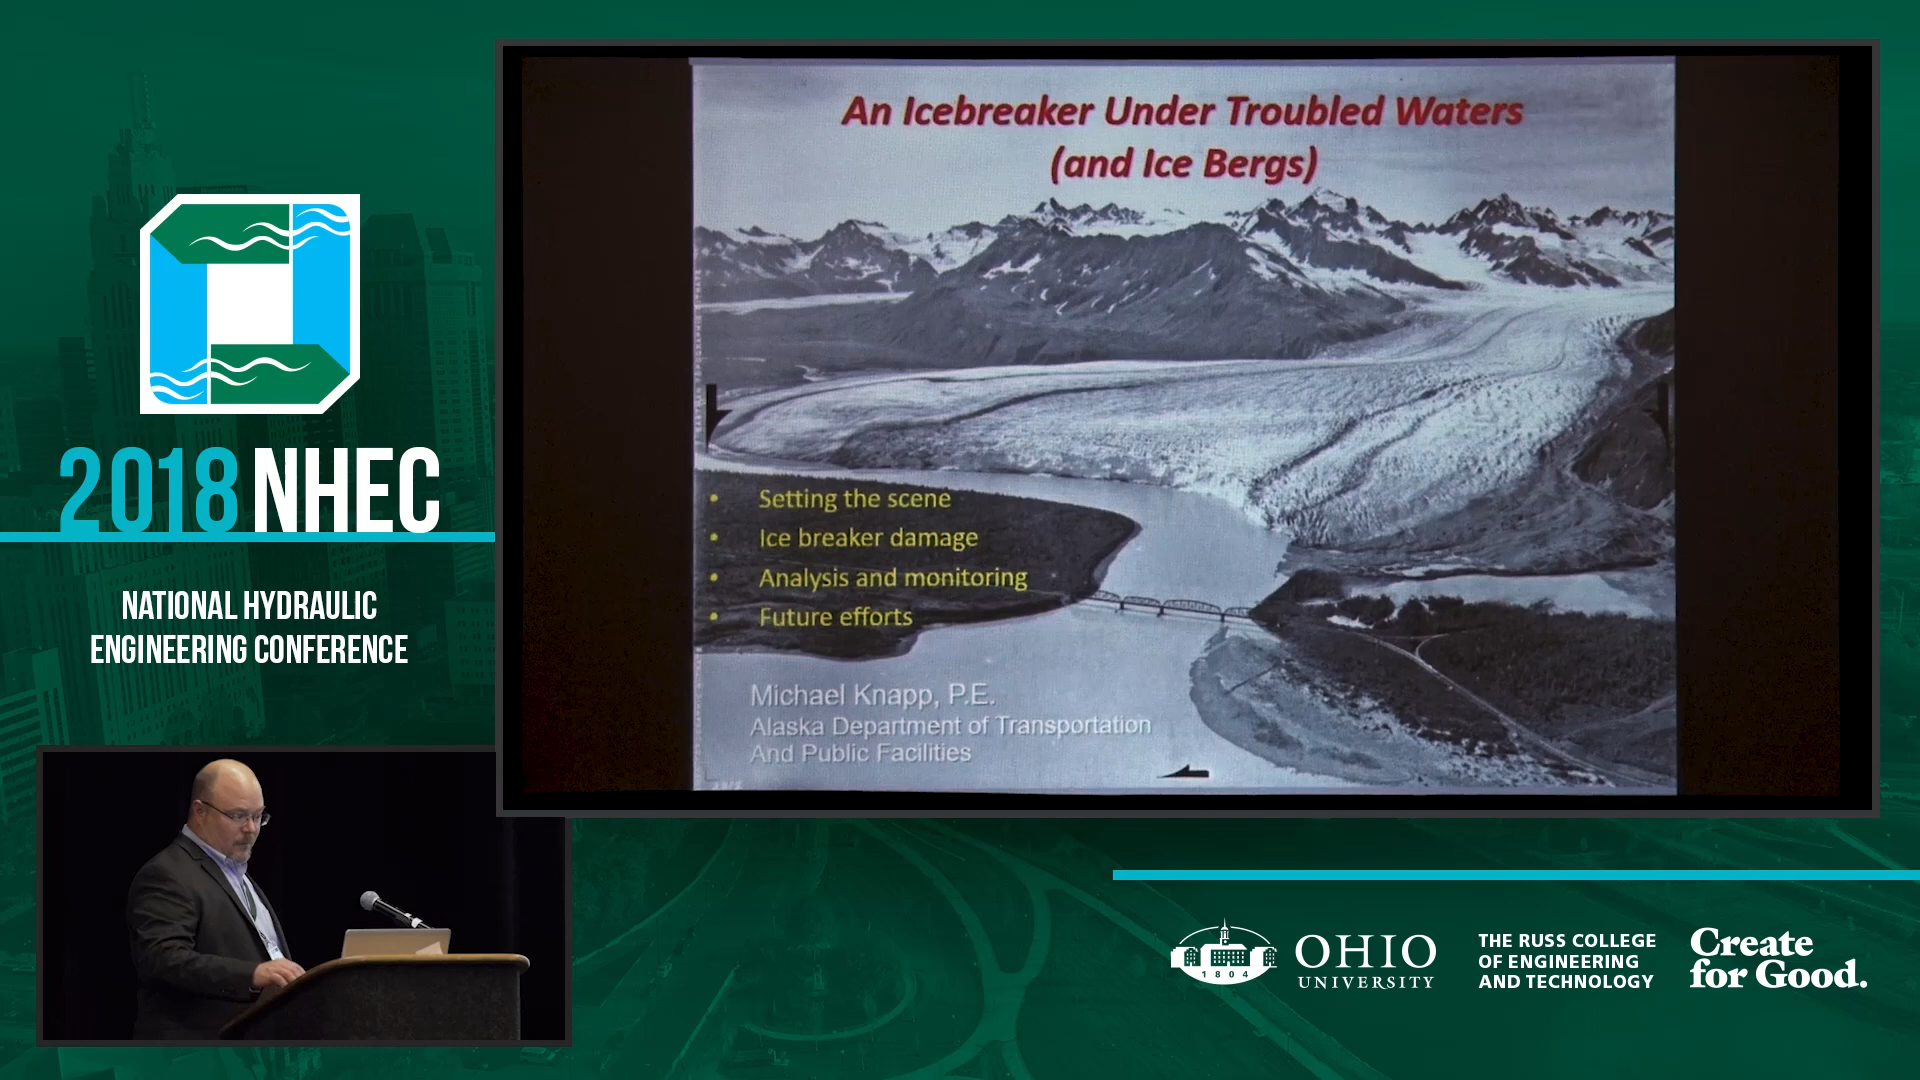 An Icebreaker Under Troubled Waters
(and Ice Bergs)
• Setting the scene
• Ice breaker damage
• Analysis and monitoring
• Future efforts
Michael Knapp, P.E.
Alaska Department of Transportation
And Public Facilities
2018 NHEC
NATIONAL HYDRAULIC
ENGINEERING CONFERENCE
1804
OHIO
UNIVERSITY
THE RUSS COLLEGE
OF ENGINEERING
AND TECHNOLOGY
Create
for Good.